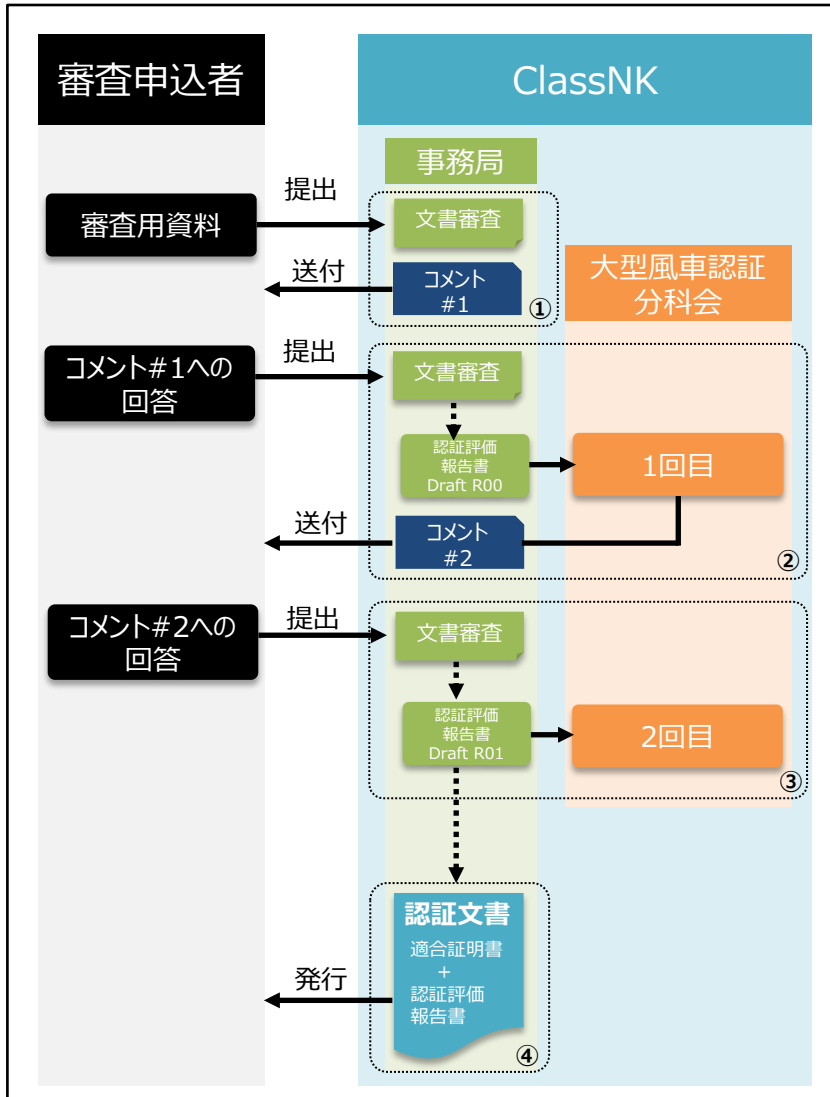 審査申込者
ClassNK
事務局
提出
審査用資料
文書審査
大型風車認証
分科会
送付
コメント
#1
①
提出
コメント#1への
回答
文書審査
認証評価
報告書
Draft R00
1回目
送付
コメント
#2
②
提出
コメント#2への
回答
文書審査
認証評価
報告書
Draft R01
2回目
③
認証文書
適合証明書
+
認証評価
報告書
発行
④